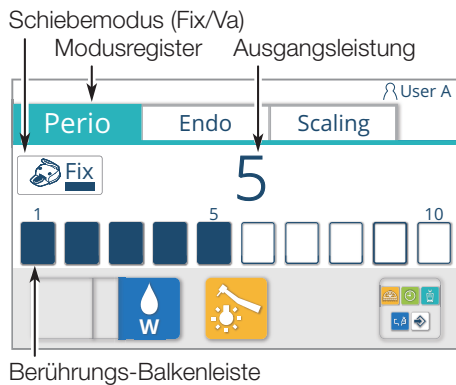 Schiebemodus (Fix/Va)
Modusregister Ausgangsleistung
User A
Perio Endo Scaling
Fix 5
1 5 10
W
Berührungs-Balkenleiste